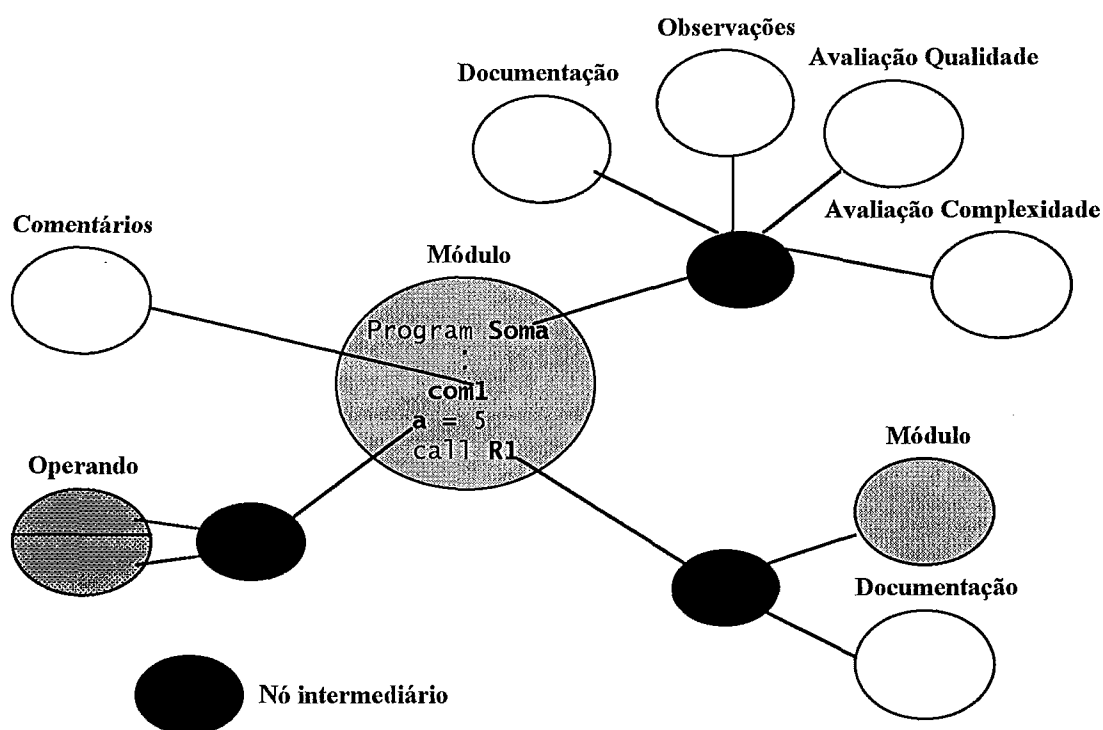 Observações
Documentação
Avaliação Qualidade
Comentários
Avaliação Complexidade
Módulo
Program Soma
:
com1
a = 5
call R1
Módulo
Operando
Documentação
Nó intermediário